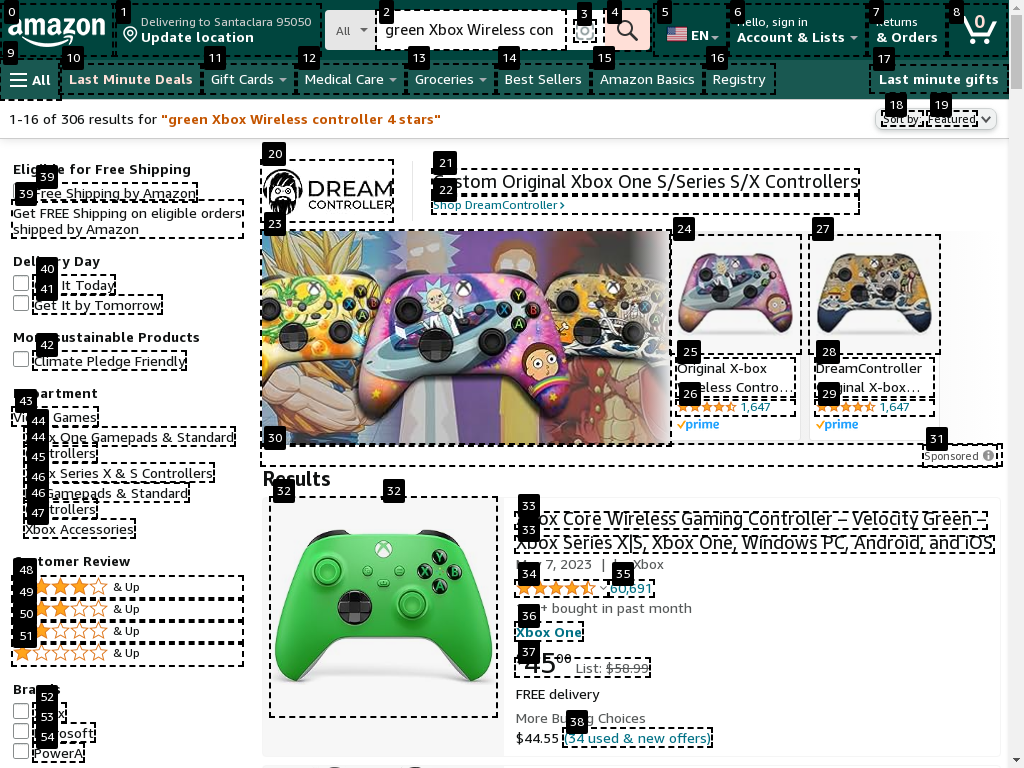 0
1
2
3
4
5
6
7
8
amazon
Delivering to Santaclara 95050
Update location
All
green Xbox Wireless con
EN
Hello, sign in
Account & Lists
Returns
& Orders
0
9
10
11
12
13
14
15
16
17
All
Last Minute Deals
Gift Cards
Medical Care
Groceries
Best Sellers
Amazon Basics
Registry
Last minute gifts
18
19
1-16 of 306 results for "green Xbox Wireless controller 4 stars"
Sort by:
Featured
Eligible for Free Shipping
39
39
Free Shipping by Amazon
Get FREE Shipping on eligible orders
shipped by Amazon
Delivery Day
40
41
Get It Today
Get It by Tomorrow
More sustainable Products
42
Climate Pledge Friendly
43
Department
44
Video Games
44
One Gamepads & Standard
45
Controllers
46
Series X & S Controllers
46
Gamepads & Standard
47
Controllers
Xbox Accessories
Customer Review
48
& Up
49
& Up
50
& Up
51
& Up
Brands
52
53
54
Microsoft
PowerA
20
DREAM
CONTROLLER
21
Custom Original Xbox One S/Series S/X Controllers
22
Shop DreamController
23
24
25
Original X-box
Wireless Contro...
26
1,647
prime
27
28
DreamController
Original X-box...
29
1,647
prime
30
31
Sponsored
Results
32
32
33
Xbox Core Wireless Gaming Controller – Velocity Green –
33
Xbox Series X|S, Xbox One, Windows PC, Android, and iOS
May 7, 2023 | by Xbox
34
35
60,691
+ bought in past month
36
Xbox One
37
45 00 List: $58.99
FREE delivery
More Buying Choices
38
$44.55 (34 used & new offers)